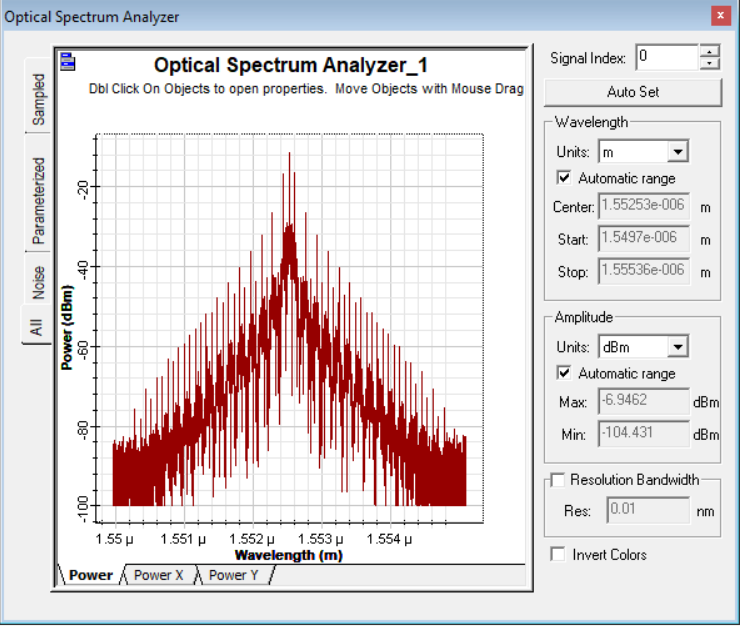 Optical Spectrum Analyzer
Sampled
Parameterized
Noise
All
Optical Spectrum Analyzer_1
Dbl Click On Objects to open properties. Move Objects with Mouse Drag
Power (dBm)
-20
-40
-60
-80
-100
1.55 µ 1.551 µ 1.552 µ 1.553 µ 1.554 µ
Wavelength (m)
Power Power X Power Y
Signal Index: 0
Auto Set
Wavelength
Units: m
Automatic range
Center: 1.55253e-006 m
Start: 1.5497e-006 m
Stop: 1.55536e-006 m
Amplitude
Units: dBm
Automatic range
Max: -6.9462 dBm
Min: -104.431 dBm
Resolution Bandwidth
Res: 0.01 nm
Invert Colors